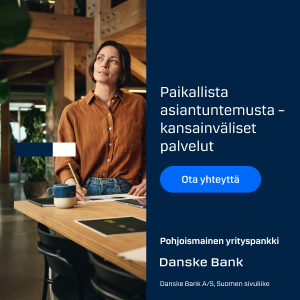 Paikallista
asiantuntemusta –
kansainväliset
palvelut
Ota yhteyttä
Pohjoismainen yrityspankki
Danske Bank
Danske Bank A/S, Suomen sivuliike